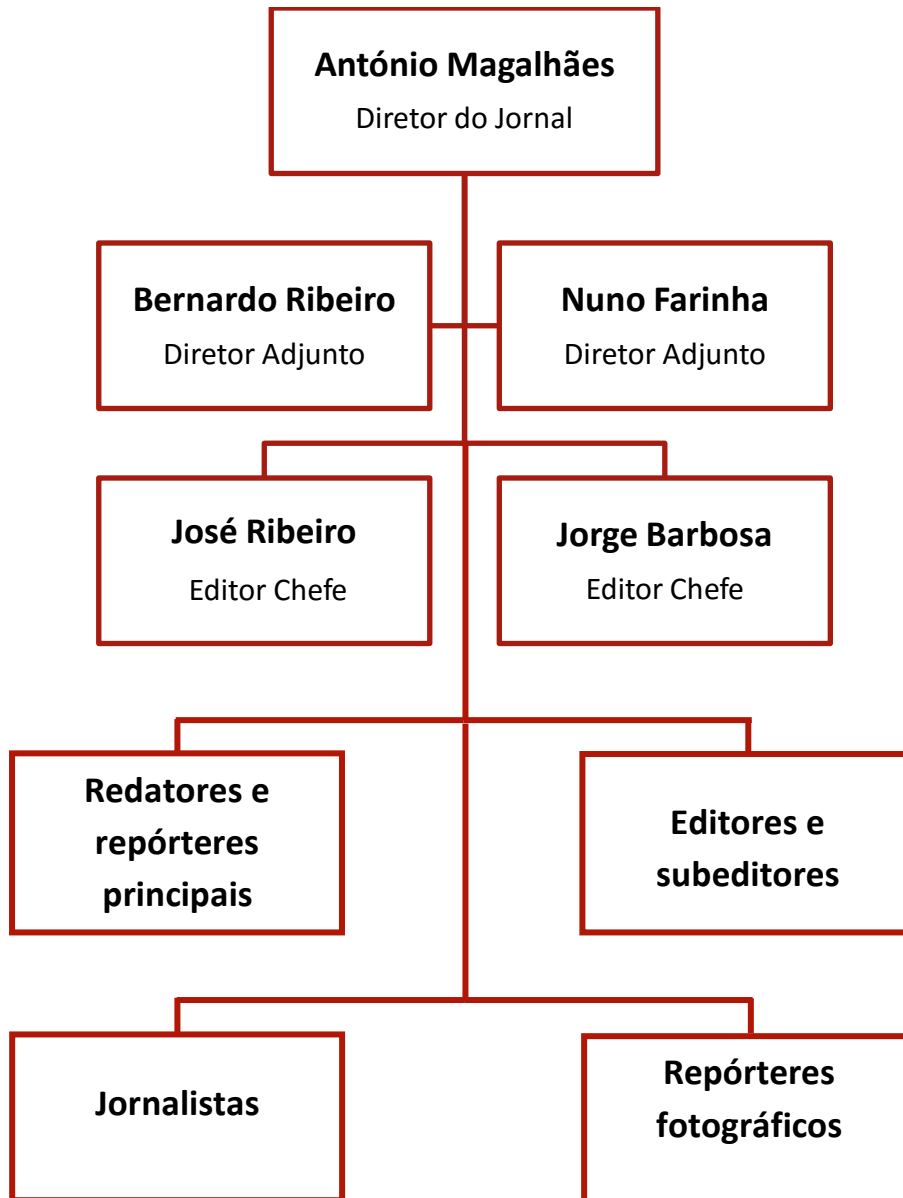 António Magalhães
Diretor do Jornal
Bernardo Ribeiro
Diretor Adjunto
Nuno Farinha
Diretor Adjunto
José Ribeiro
Editor Chefe
Jorge Barbosa
Editor Chefe
Redatores e
repórteres
principais
Editores e
subeditores
Jornalistas
Repórteres
fotográficos